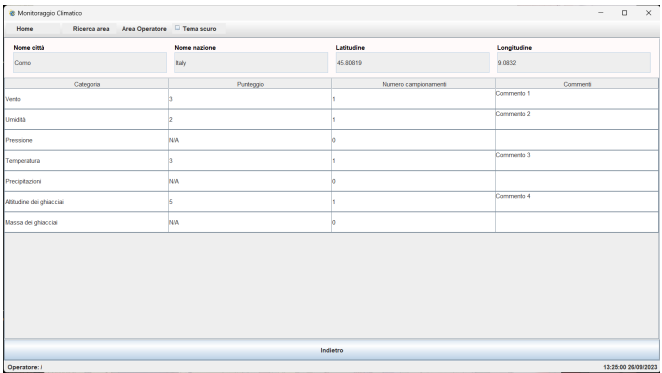 Monitoraggio Climatico
Home Ricerca area Area Operatore Tema scuro
Nome città Nome nazione Latitudine Longitudine
Como Italy 45.80819 9.0832
Categoria Punteggio Numero campionamenti Commenti
Vento 3 1 Commento 1
Umidità 2 1 Commento 2
Pressione N/A 0
Temperatura 3 1 Commento 3
Precipitazioni N/A 0
Altitudine dei ghiacciai 5 1 Commento 4
Massa dei ghiacciai N/A 0
Indietro
Operatore: / 13:25:00 26/09/2023